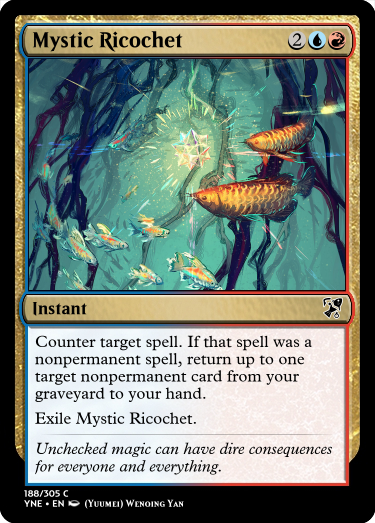 Mystic Ricochet 2
Instant
Counter target spell. If that spell was a
nonpermanent spell, return up to one
target nonpermanent card from your
graveyard to your hand.
Exile Mystic Ricochet.
Unchecked magic can have dire consequences
for everyone and everything.
188/305 C
YNE • EN (Yuumei) Wenqing Yan